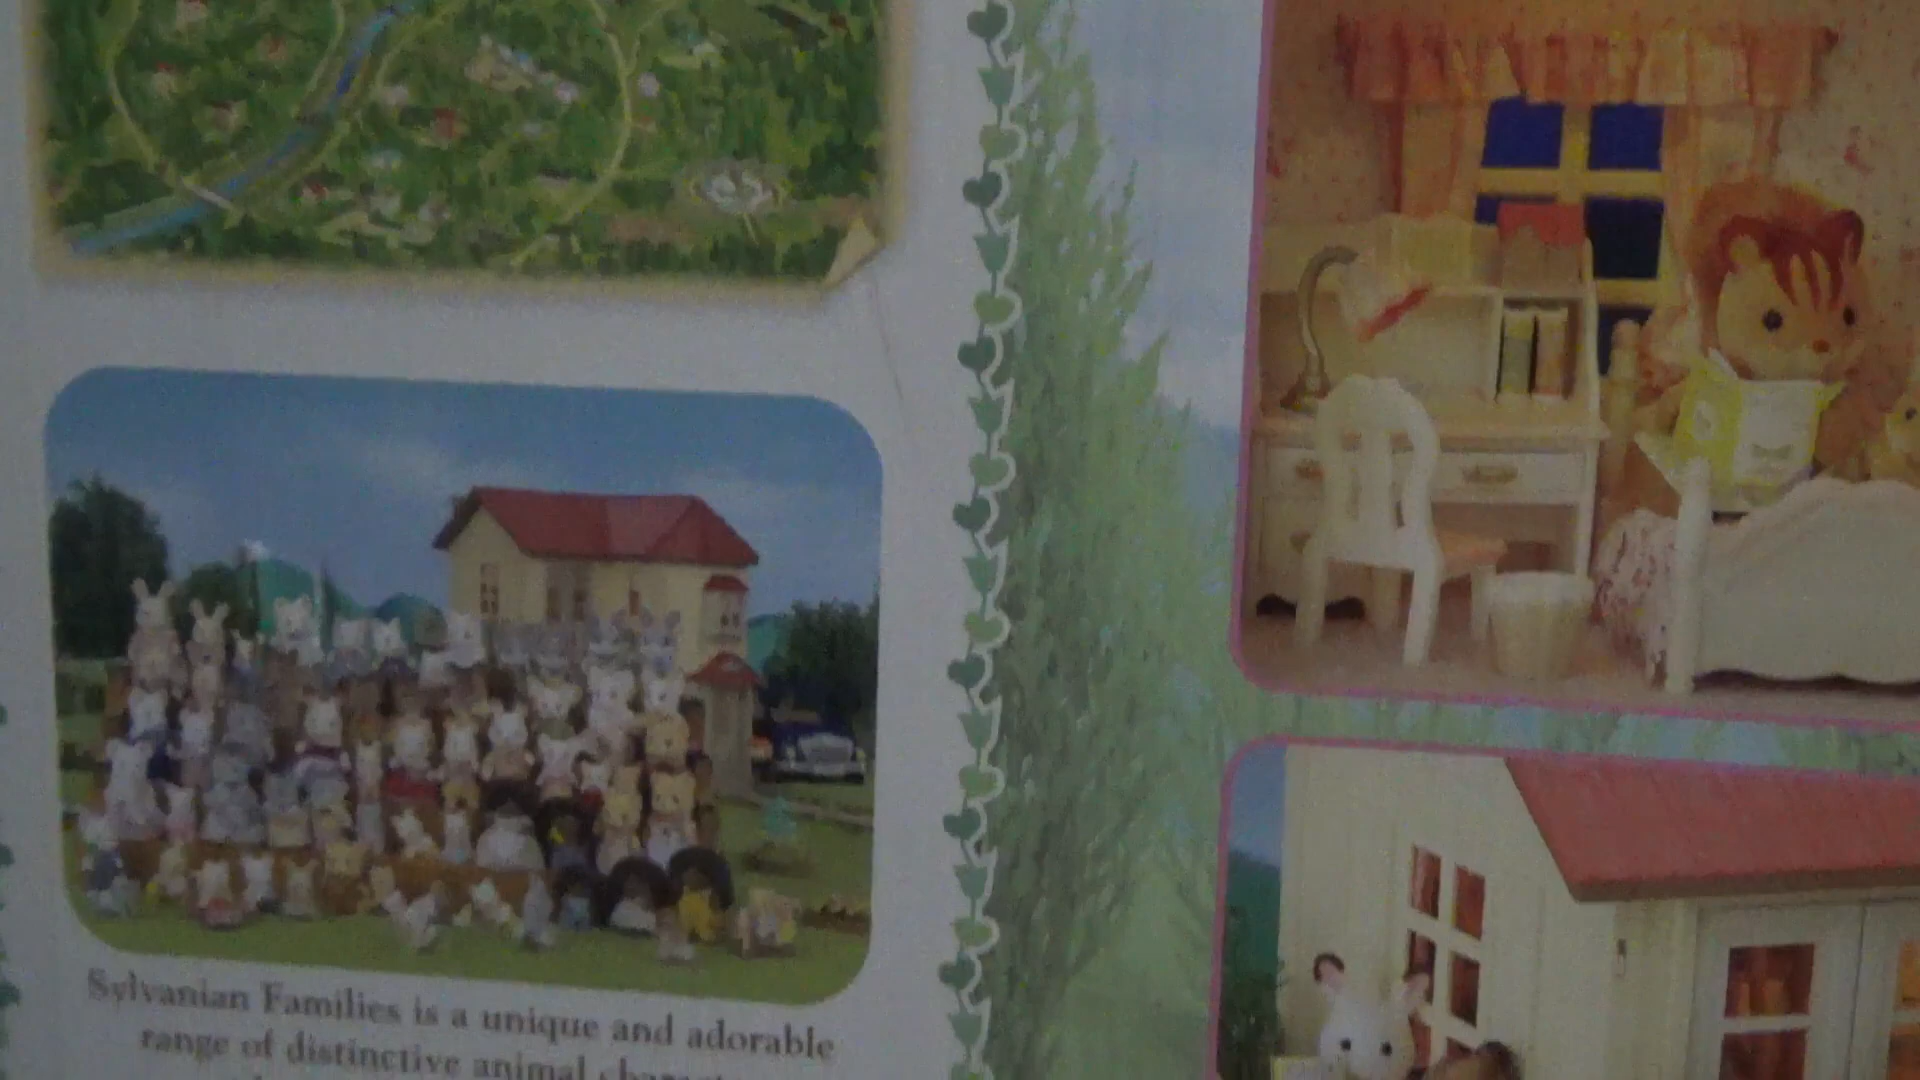 Sylvanian Families is a unique and adorable
range of distinctive animal